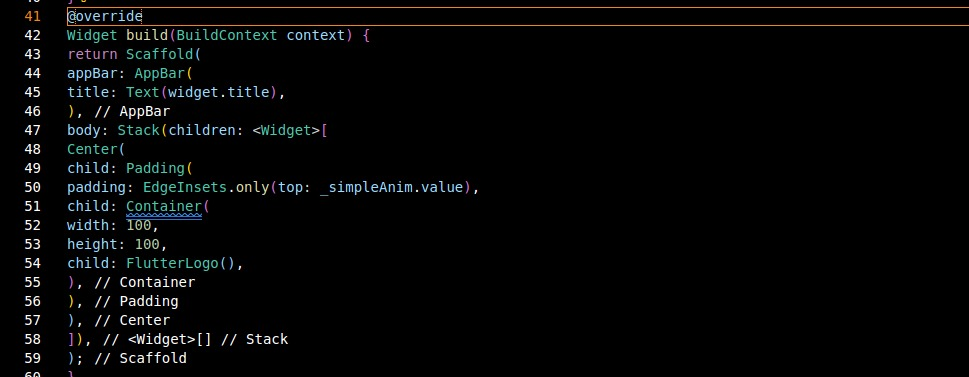 41 @override
42 Widget build(BuildContext context) {
43 return Scaffold(
44 appBar: AppBar(
45 title: Text(widget.title),
46 ), // AppBar
47 body: Stack(children: <Widget>[
48 Center(
49 child: Padding(
50 padding: EdgeInsets.only(top: _simpleAnim.value),
51 child: Container(
52 width: 100,
53 height: 100,
54 child: FlutterLogo(),
55 ), // Container
56 ), // Padding
57 ), // Center
58 ]), // <Widget>[] // Stack
59 ); // Scaffold
60 }